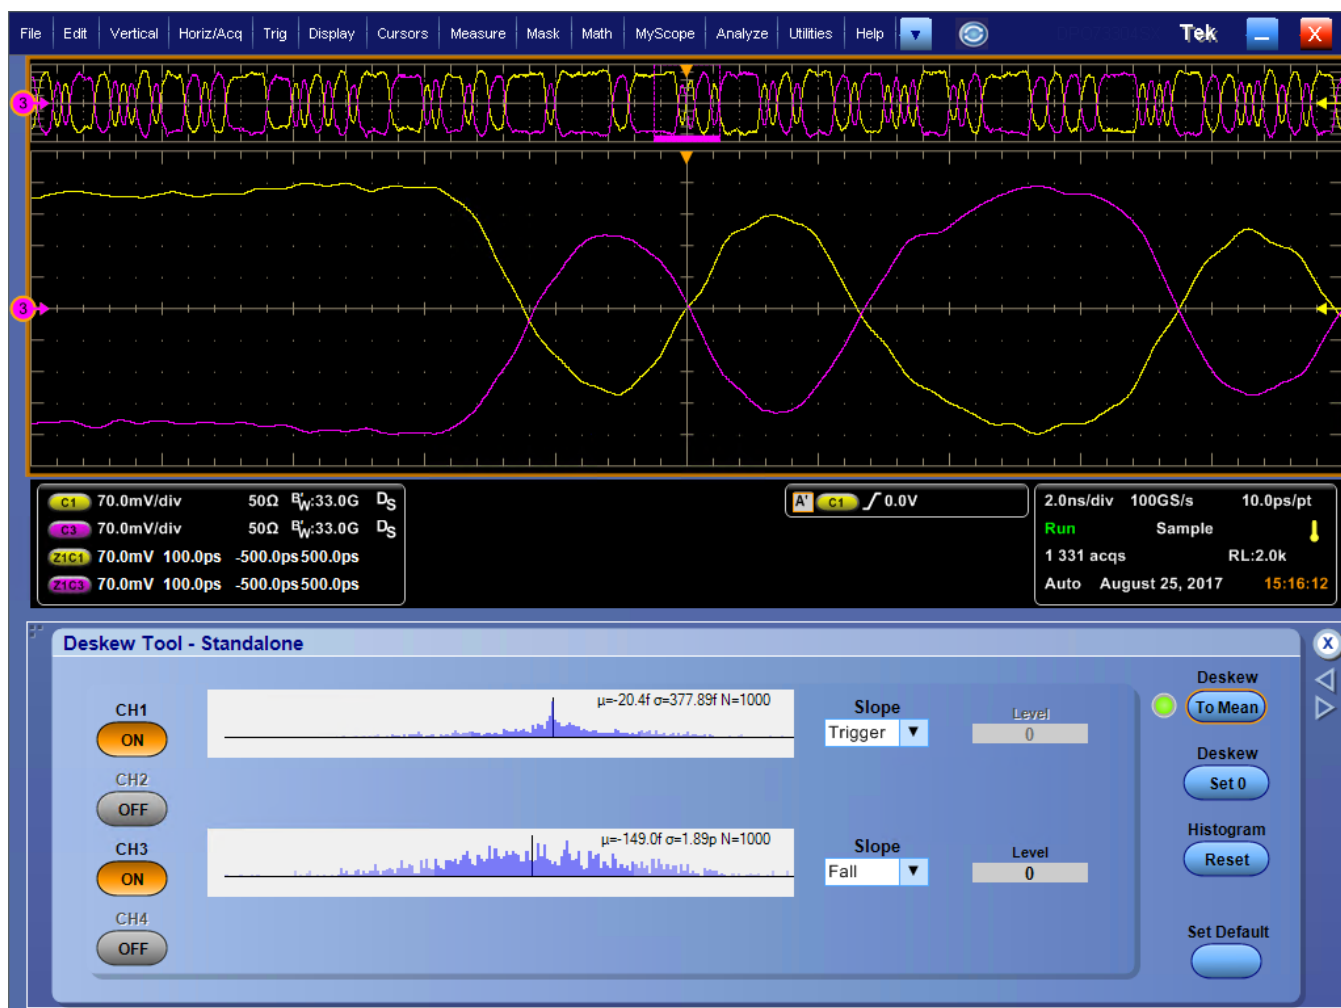 File Edit Vertical Horiz/Acq Trig Display Cursors Measure Mask Math MyScope Analyze Utilities Help Tek X
3
3
C1 70.0mV/div 50Ω BW:33.0G DS
C3 70.0mV/div 50Ω BW:33.0G DS
Z1C1 70.0mV 100.0ps -500.0ps 500.0ps
Z1C3 70.0mV 100.0ps -500.0ps 500.0ps
A' C1 0.0V
2.0ns/div 100GS/s 10.0ps/pt
Run Sample
1 331 acqs RL:2.0k
Auto August 25, 2017 15:16:12
Deskew Tool - Standalone
X
CH1
ON
μ=-20.4f σ=377.89f N=1000
Slope
Trigger
Level
0
Deskew
To Mean
CH2
OFF
Deskew
Set 0
CH3
ON
μ=-149.0f σ=1.89p N=1000
Slope
Fall
Level
0
Histogram
Reset
CH4
OFF
Set Default